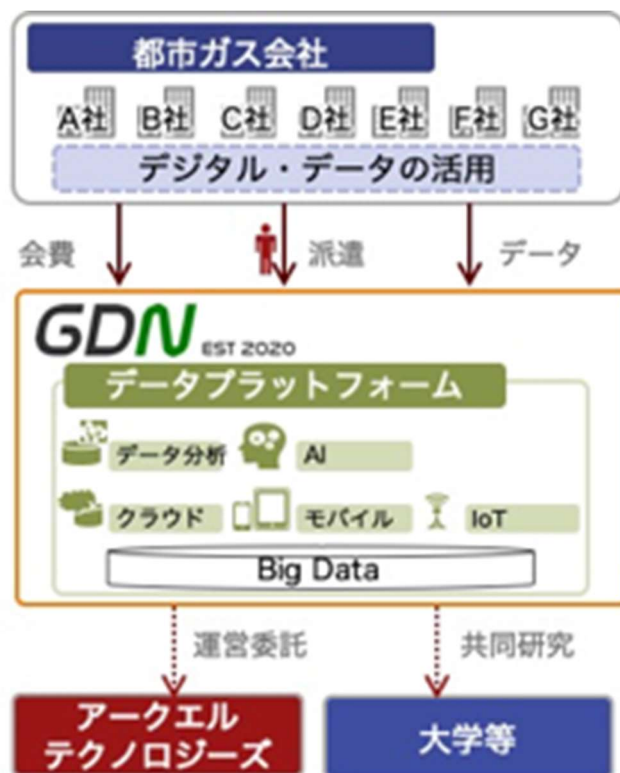 都市ガス会社
A社 B社 C社 D社 E社 F社 G社
デジタル・データの活用
会費 派遣 データ
GDN EST 2020
データプラットフォーム
データ分析 AI
クラウド モバイル IoT
Big Data
運営委託 共同研究
アークエル
テクノロジーズ
大学等